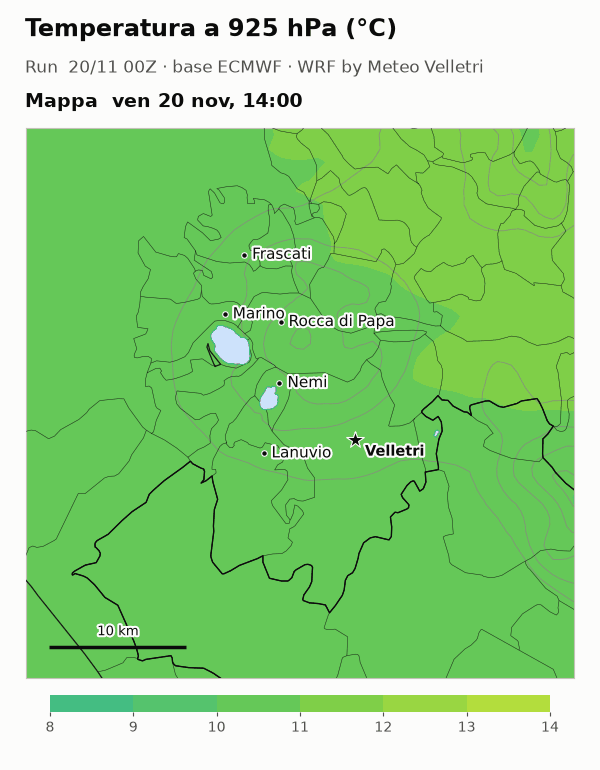 Temperatura a 925 hPa (°C)
Run  20/11 00Z · base ECMWF · WRF by Meteo Velletri
Mappa  ven 20 nov, 14:00
Frascati
Marino
Rocca di Papa
Nemi
Velletri
Lanuvio
10 km
8 9 10 11 12 13 14